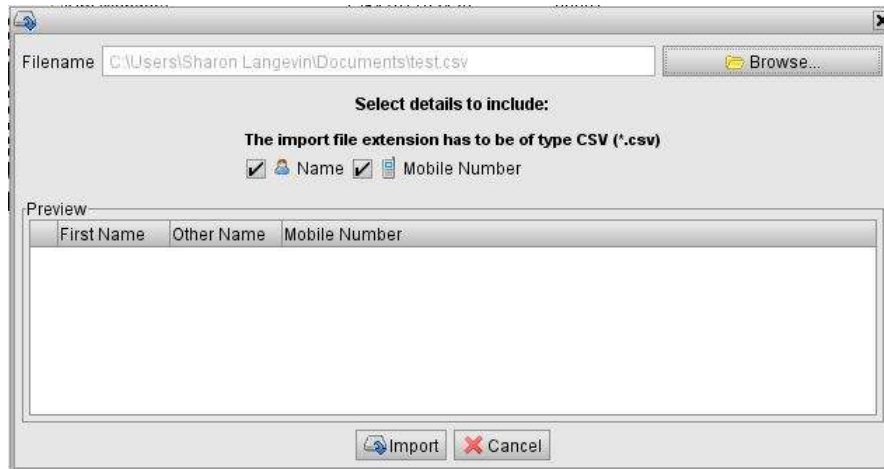 Filename C:\Users\Sharon Langevin\Documents\test.csv Browse...
Select details to include:
The import file extension has to be of type CSV (*.csv)
Name Mobile Number
Preview
First Name Other Name Mobile Number
Import Cancel